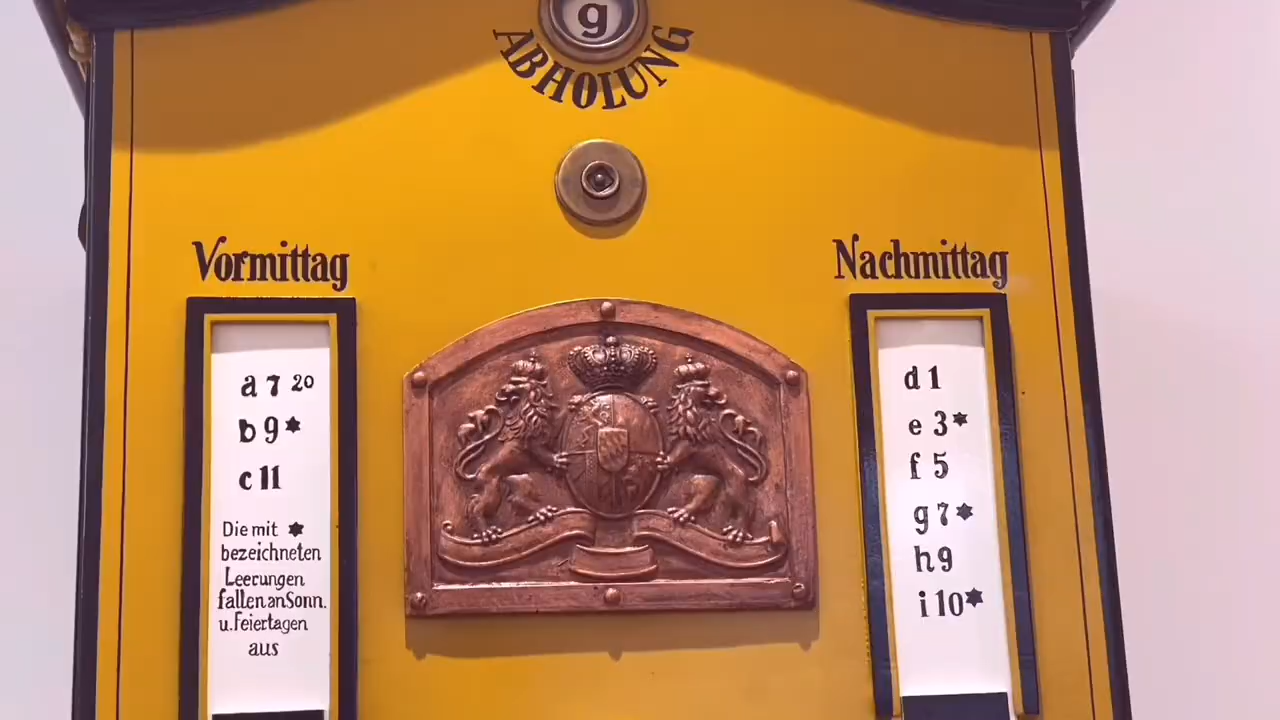 g
ABHOLUNG
Vormittag
a 7 20
b 9*
c 11
Die mit *
bezeichneten
Leerungen
fallen an Sonn.
u. Feiertagen
aus
Nachmittag
d 1
e 3*
f 5
g 7*
h 9
i 10*